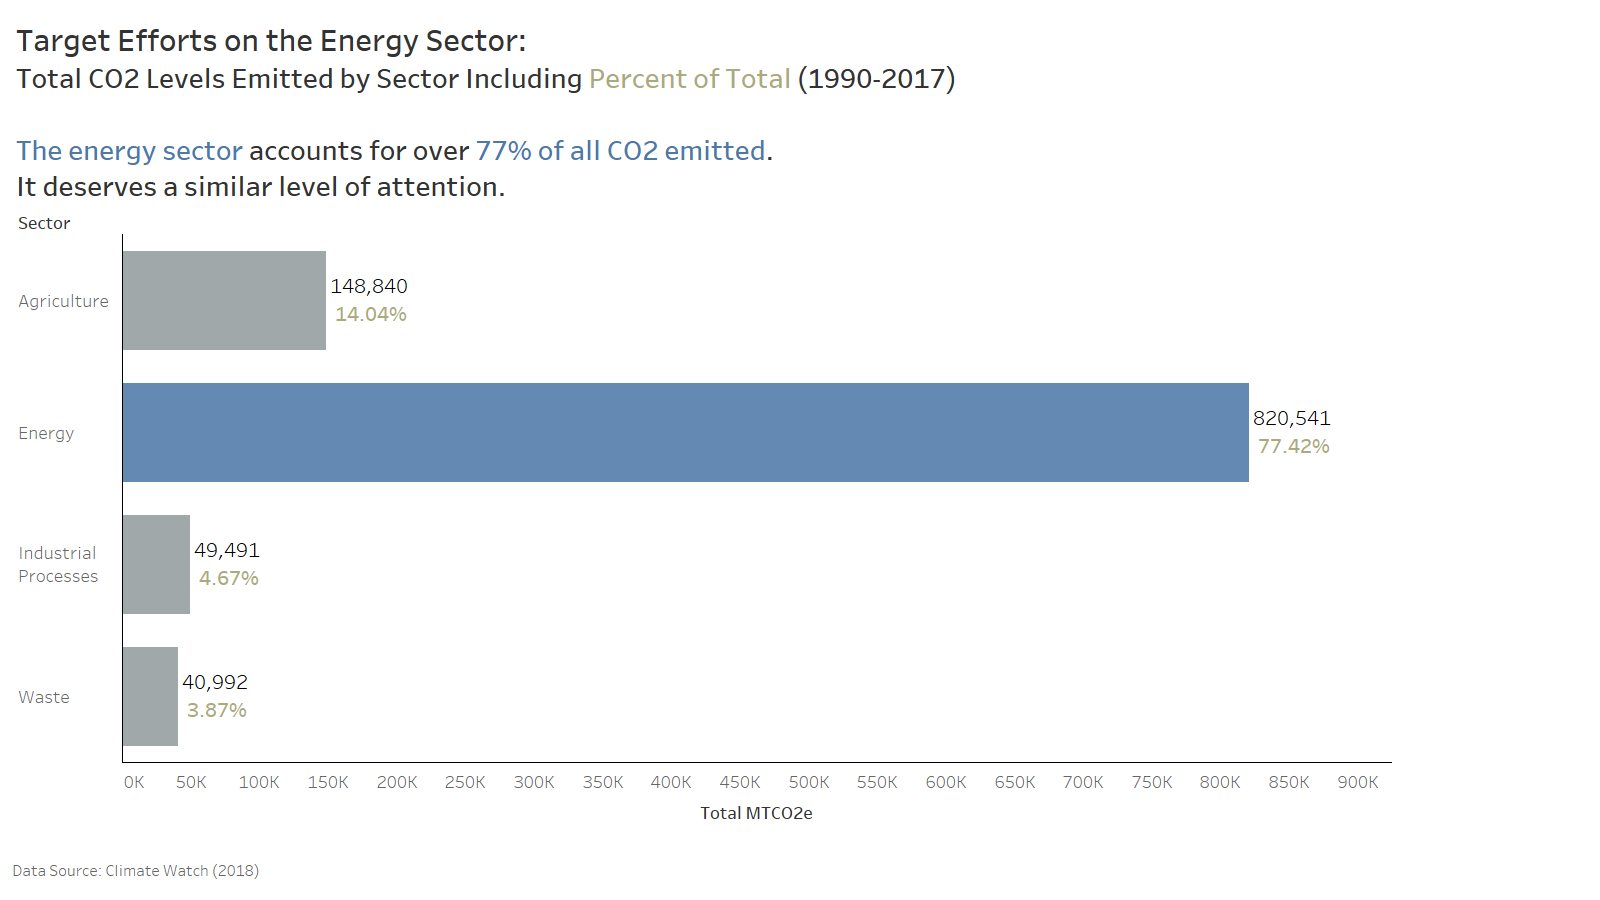 Target Efforts on the Energy Sector:
Total CO2 Levels Emitted by Sector Including Percent of Total (1990-2017)
The energy sector accounts for over 77% of all CO2 emitted.
It deserves a similar level of attention.
Sector
Agriculture
148,840
14.04%
Energy
820,541
77.42%
Industrial
Processes
49,491
4.67%
Waste
40,992
3.87%
0K 50K 100K 150K 200K 250K 300K 350K 400K 450K 500K 550K 600K 650K 700K 750K 800K 850K 900K
Total MTCO2e
Data Source: Climate Watch (2018)